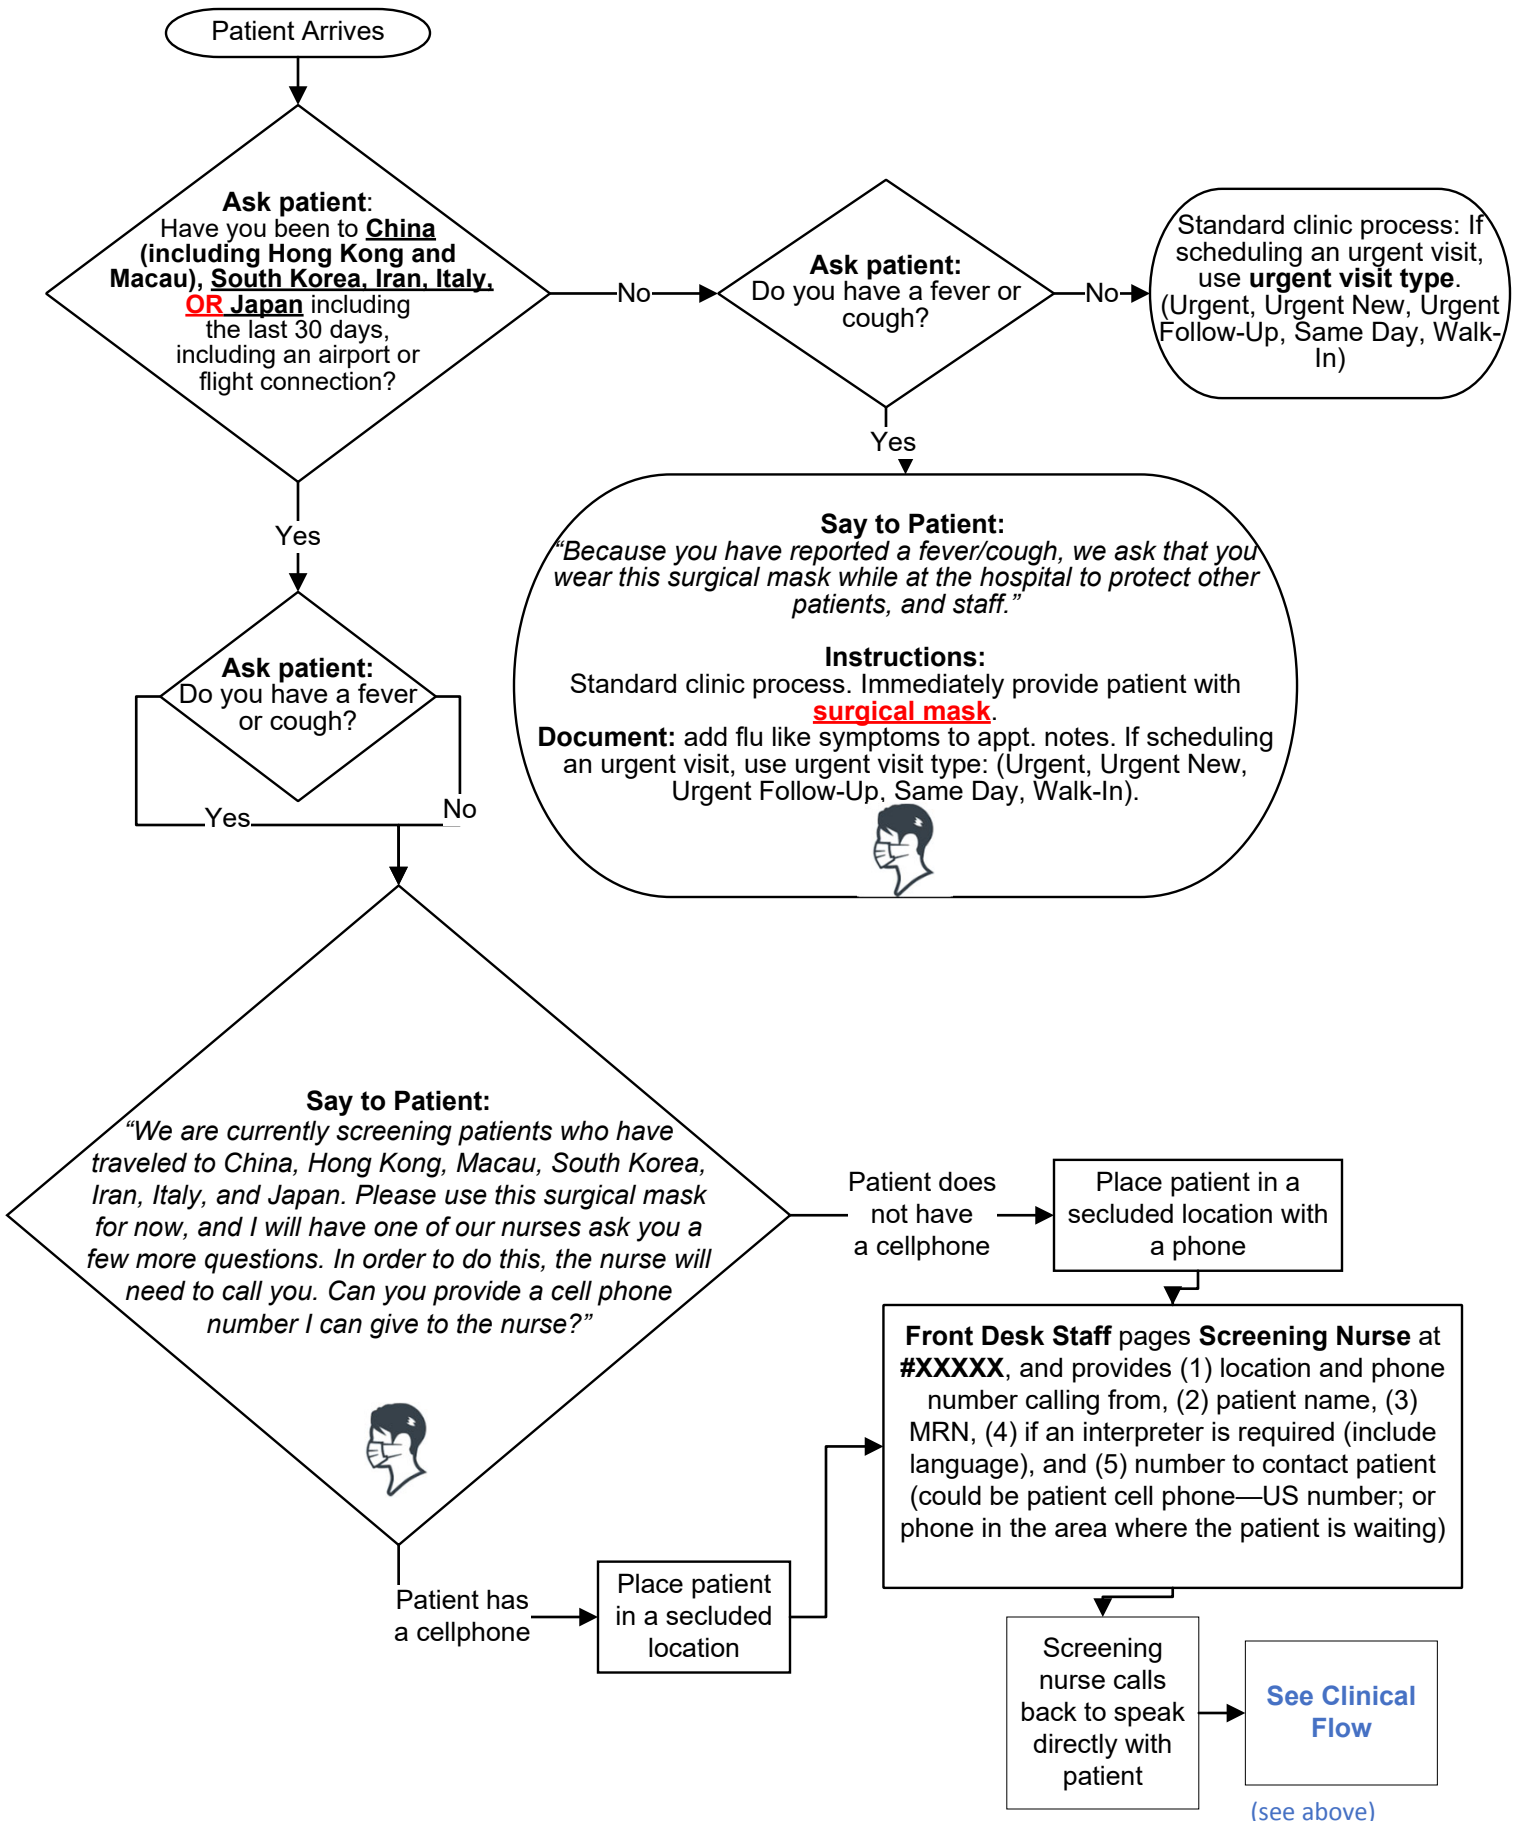 Patient Arrives
Ask patient:
Have you been to China
(including Hong Kong and
Macau), South Korea, Iran, Italy,
OR Japan including
the last 30 days,
including an airport or
flight connection?
No
Ask patient:
Do you have a fever or
cough?
No
Standard clinic process: If
scheduling an urgent visit,
use urgent visit type.
(Urgent, Urgent New, Urgent
Follow-Up, Same Day, Walk-
In)
Yes
Say to Patient:
“Because you have reported a fever/cough, we ask that you
wear this surgical mask while at the hospital to protect other
patients, and staff.”
Instructions:
Standard clinic process. Immediately provide patient with
surgical mask.
Document: add flu like symptoms to appt. notes. If scheduling
an urgent visit, use urgent visit type: (Urgent, Urgent New,
Urgent Follow-Up, Same Day, Walk-In).
Yes
Ask patient:
Do you have a fever
or cough?
Yes
No
Say to Patient:
“We are currently screening patients who have
traveled to China, Hong Kong, Macau, South Korea,
Iran, Italy, and Japan. Please use this surgical mask
for now, and I will have one of our nurses ask you a
few more questions. In order to do this, the nurse will
need to call you. Can you provide a cell phone
number I can give to the nurse?”
Patient does
not have
a cellphone
Place patient in a
secluded location with
a phone
Patient has
a cellphone
Place patient
in a secluded
location
Front Desk Staff pages Screening Nurse at
#XXXXX, and provides (1) location and phone
number calling from, (2) patient name, (3)
MRN, (4) if an interpreter is required (include
language), and (5) number to contact patient
(could be patient cell phone—US number; or
phone in the area where the patient is waiting)
Screening
nurse calls
back to speak
directly with
patient
See Clinical
Flow
(see above)